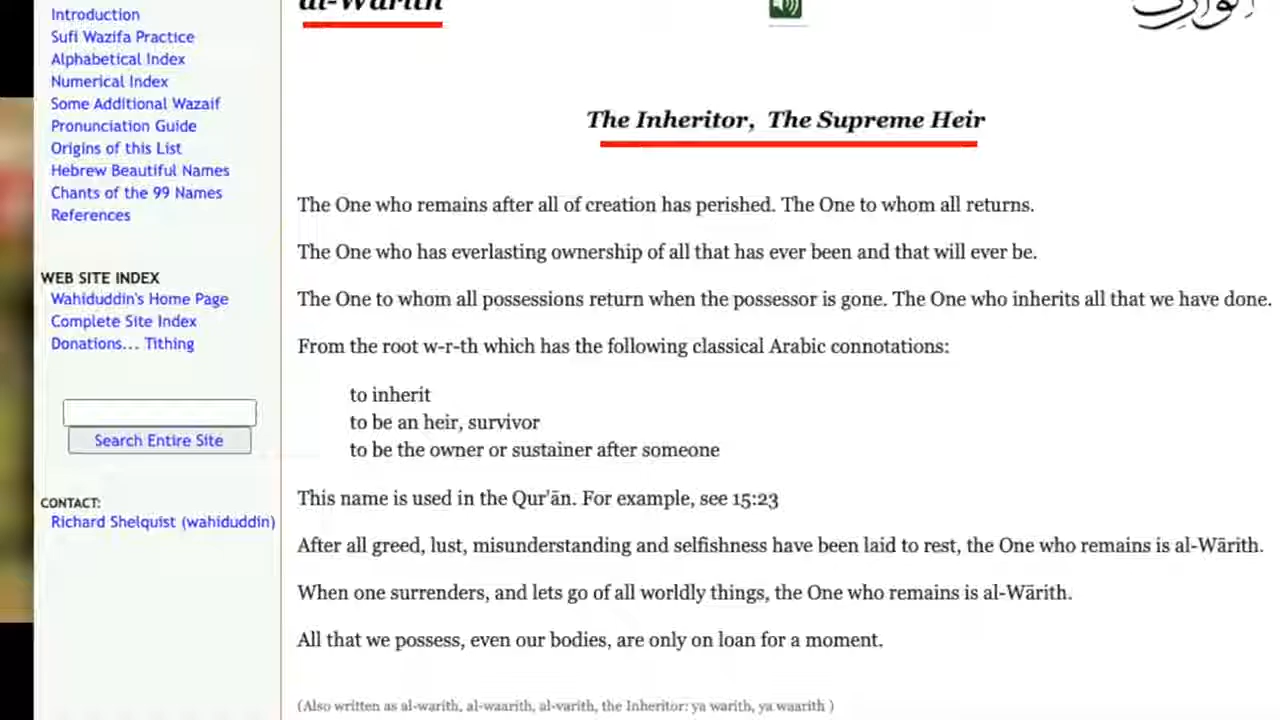 Introduction
Sufi Wazifa Practice
Alphabetical Index
Numerical Index
Some Additional Wazaif
Pronunciation Guide
Origins of this List
Hebrew Beautiful Names
Chants of the 99 Names
References
WEB SITE INDEX
Wahiduddin's Home Page
Complete Site Index
Donations... Tithing
Search Entire Site
CONTACT:
Richard Shelquist (wahiduddin)
al-Wārith
الوارث
The Inheritor, The Supreme Heir
The One who remains after all of creation has perished. The One to whom all returns.
The One who has everlasting ownership of all that has ever been and that will ever be.
The One to whom all possessions return when the possessor is gone. The One who inherits all that we have done.
From the root w-r-th which has the following classical Arabic connotations:
to inherit
to be an heir, survivor
to be the owner or sustainer after someone
This name is used in the Qur'ān. For example, see 15:23
After all greed, lust, misunderstanding and selfishness have been laid to rest, the One who remains is al-Wārith.
When one surrenders, and lets go of all worldly things, the One who remains is al-Wārith.
All that we possess, even our bodies, are only on loan for a moment.
(Also written as al-warith, al-waarith, al-varith, the Inheritor: ya warith, ya waarith )